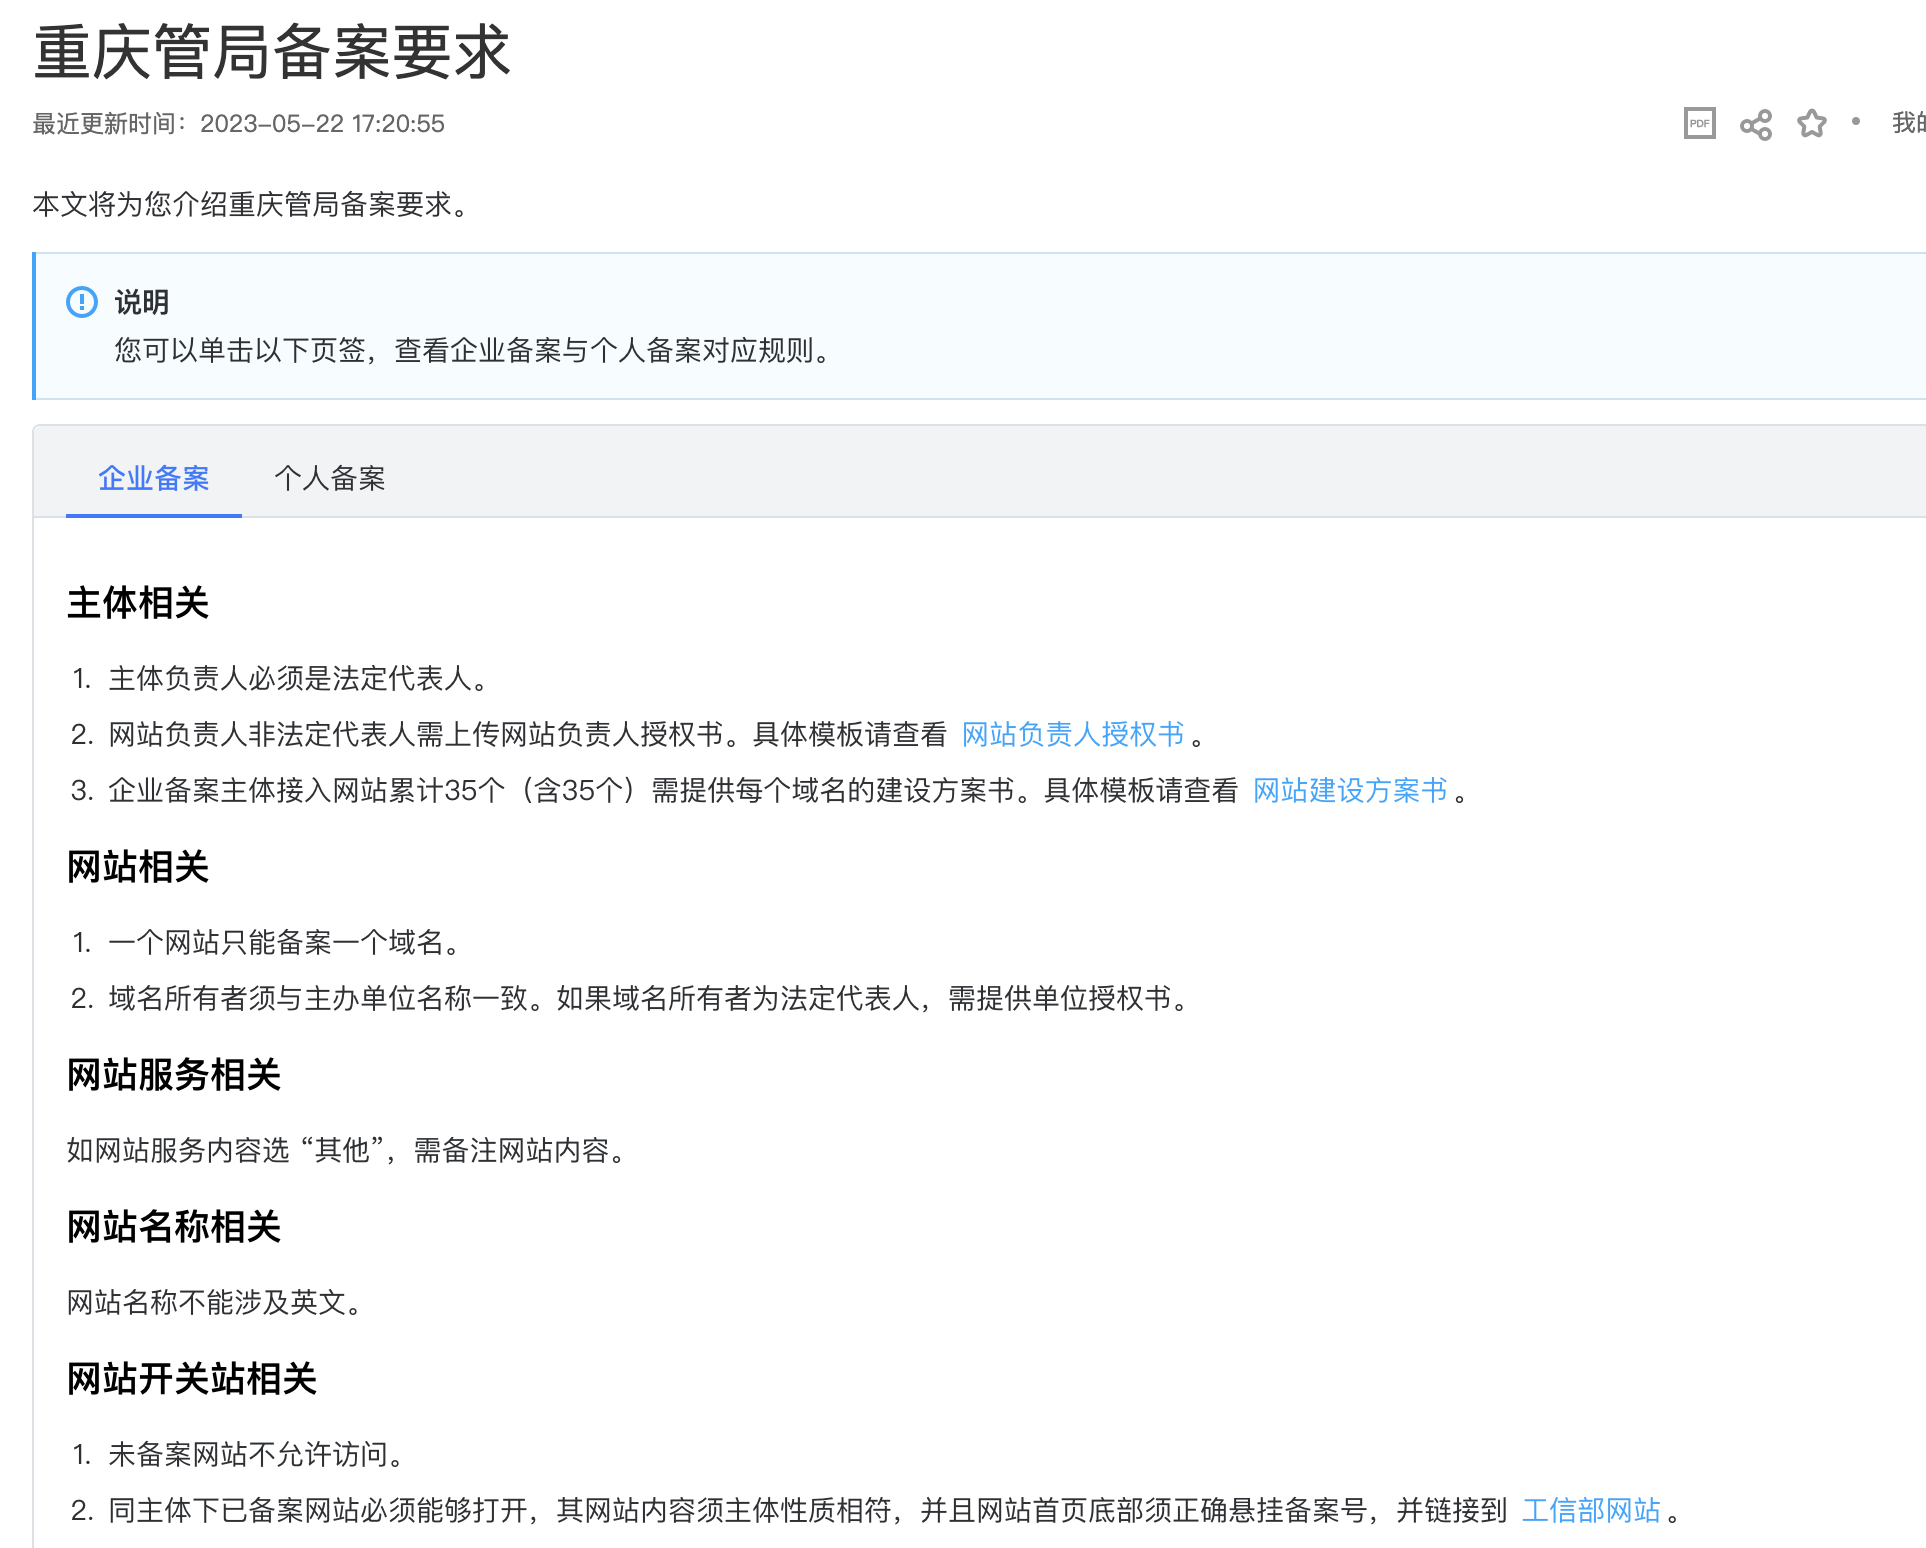 重庆管局备案要求
最近更新时间：2023-05-22 17:20:55
PDF
我的
本文将为您介绍重庆管局备案要求。
说明
您可以单击以下页签，查看企业备案与个人备案对应规则。
企业备案 个人备案
主体相关
1. 主体负责人必须是法定代表人。
2. 网站负责人非法定代表人需上传网站负责人授权书。具体模板请查看 网站负责人授权书 。
3. 企业备案主体接入网站累计35个（含35个）需提供每个域名的建设方案书。具体模板请查看 网站建设方案书 。
网站相关
1. 一个网站只能备案一个域名。
2. 域名所有者须与主办单位名称一致。如果域名所有者为法定代表人，需提供单位授权书。
网站服务相关
如网站服务内容选 “其他”，需备注网站内容。
网站名称相关
网站名称不能涉及英文。
网站开关站相关
1. 未备案网站不允许访问。
2. 同主体下已备案网站必须能够打开，其网站内容须主体性质相符，并且网站首页底部须正确悬挂备案号，并链接到 工信部网站 。